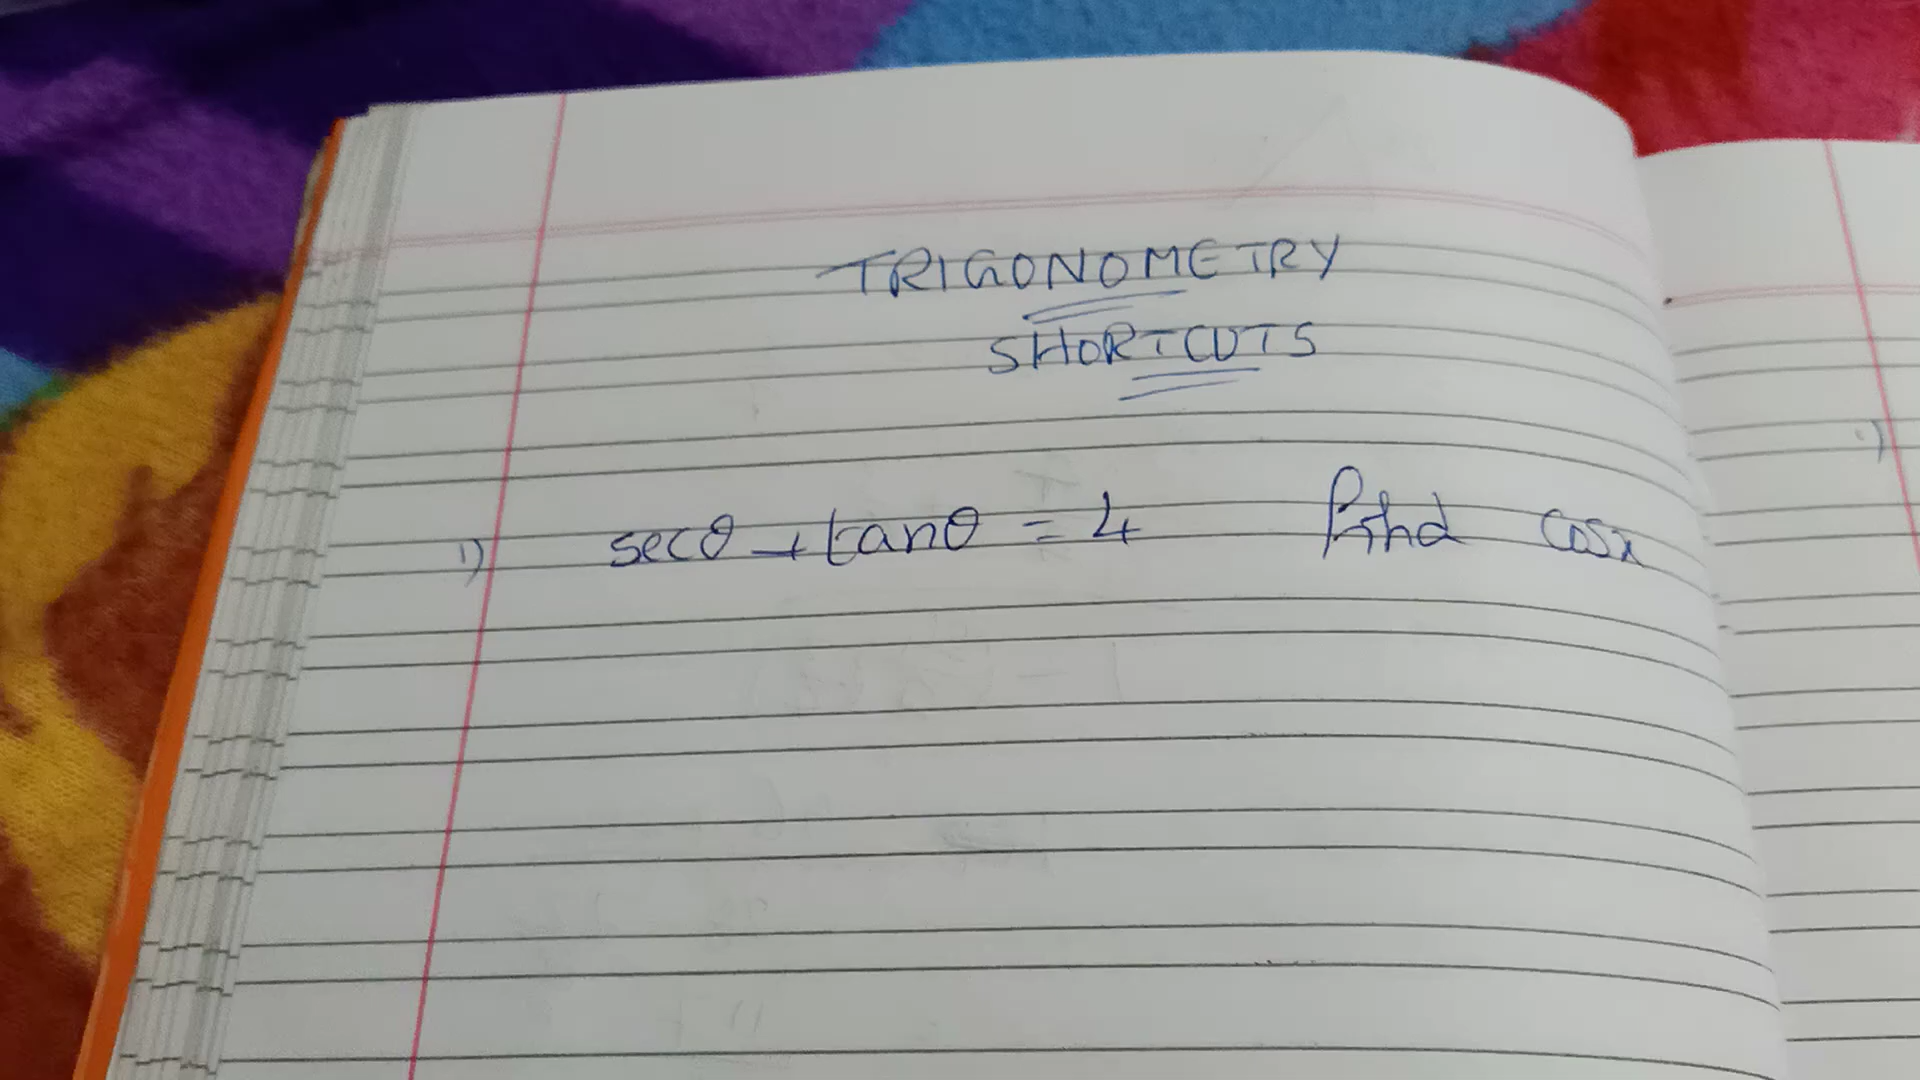 TRIGONOMETRY
SHORTCUTS
1) secθ + tanθ = 4 Find cosx